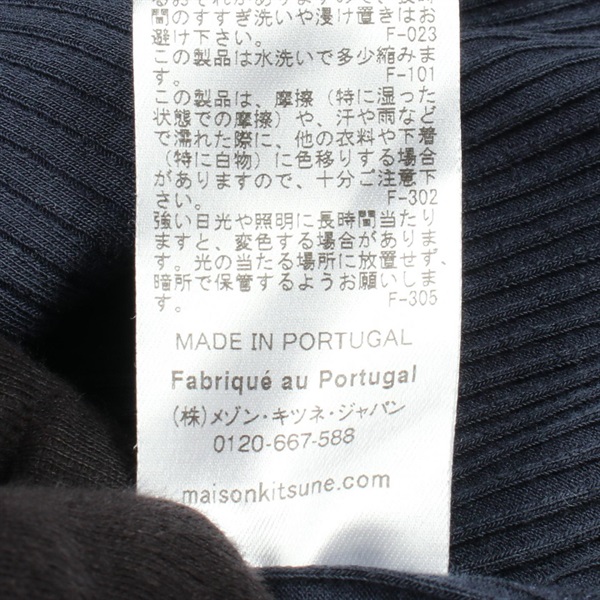 間のすすぎ洗いや浸け置きはお
避け下さい。 F-023
この製品は水洗いで多少縮みま
す。 F-101
この製品は、摩擦（特に湿った
状態での摩擦）や、汗や雨など
で濡れた際に、他の衣料や下着
（特に白物）に色移りする場合
がありますので、十分ご注意下
さい。 F-302
強い日光や照明に長時間当たり
ますと、変色する場合がありま
す。光の当たる場所に放置せず、
暗所で保管するようお願いしま
す。 F-305
MADE IN PORTUGAL
Fabriqué au Portugal
（株）メゾン・キツネ・ジャパン
0120-667-588
maisonkitsune.com